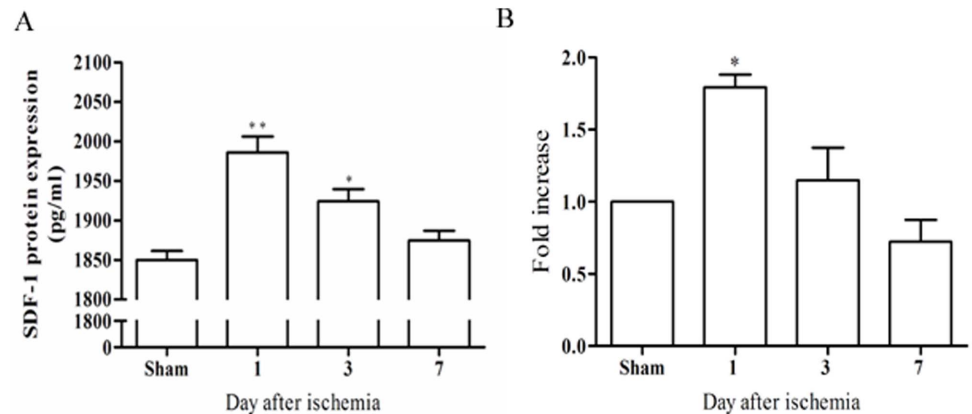 A
SDF-1 protein expression
(pg/ml)
2100
2050
2000
1950
1900
1850
1800
1800
0
**
*
Sham 1 3 7
Day after ischemia
B
Fold increase
2.0
1.5
1.0
0.5
0.0
*
Sham 1 3 7
Day after ischemia